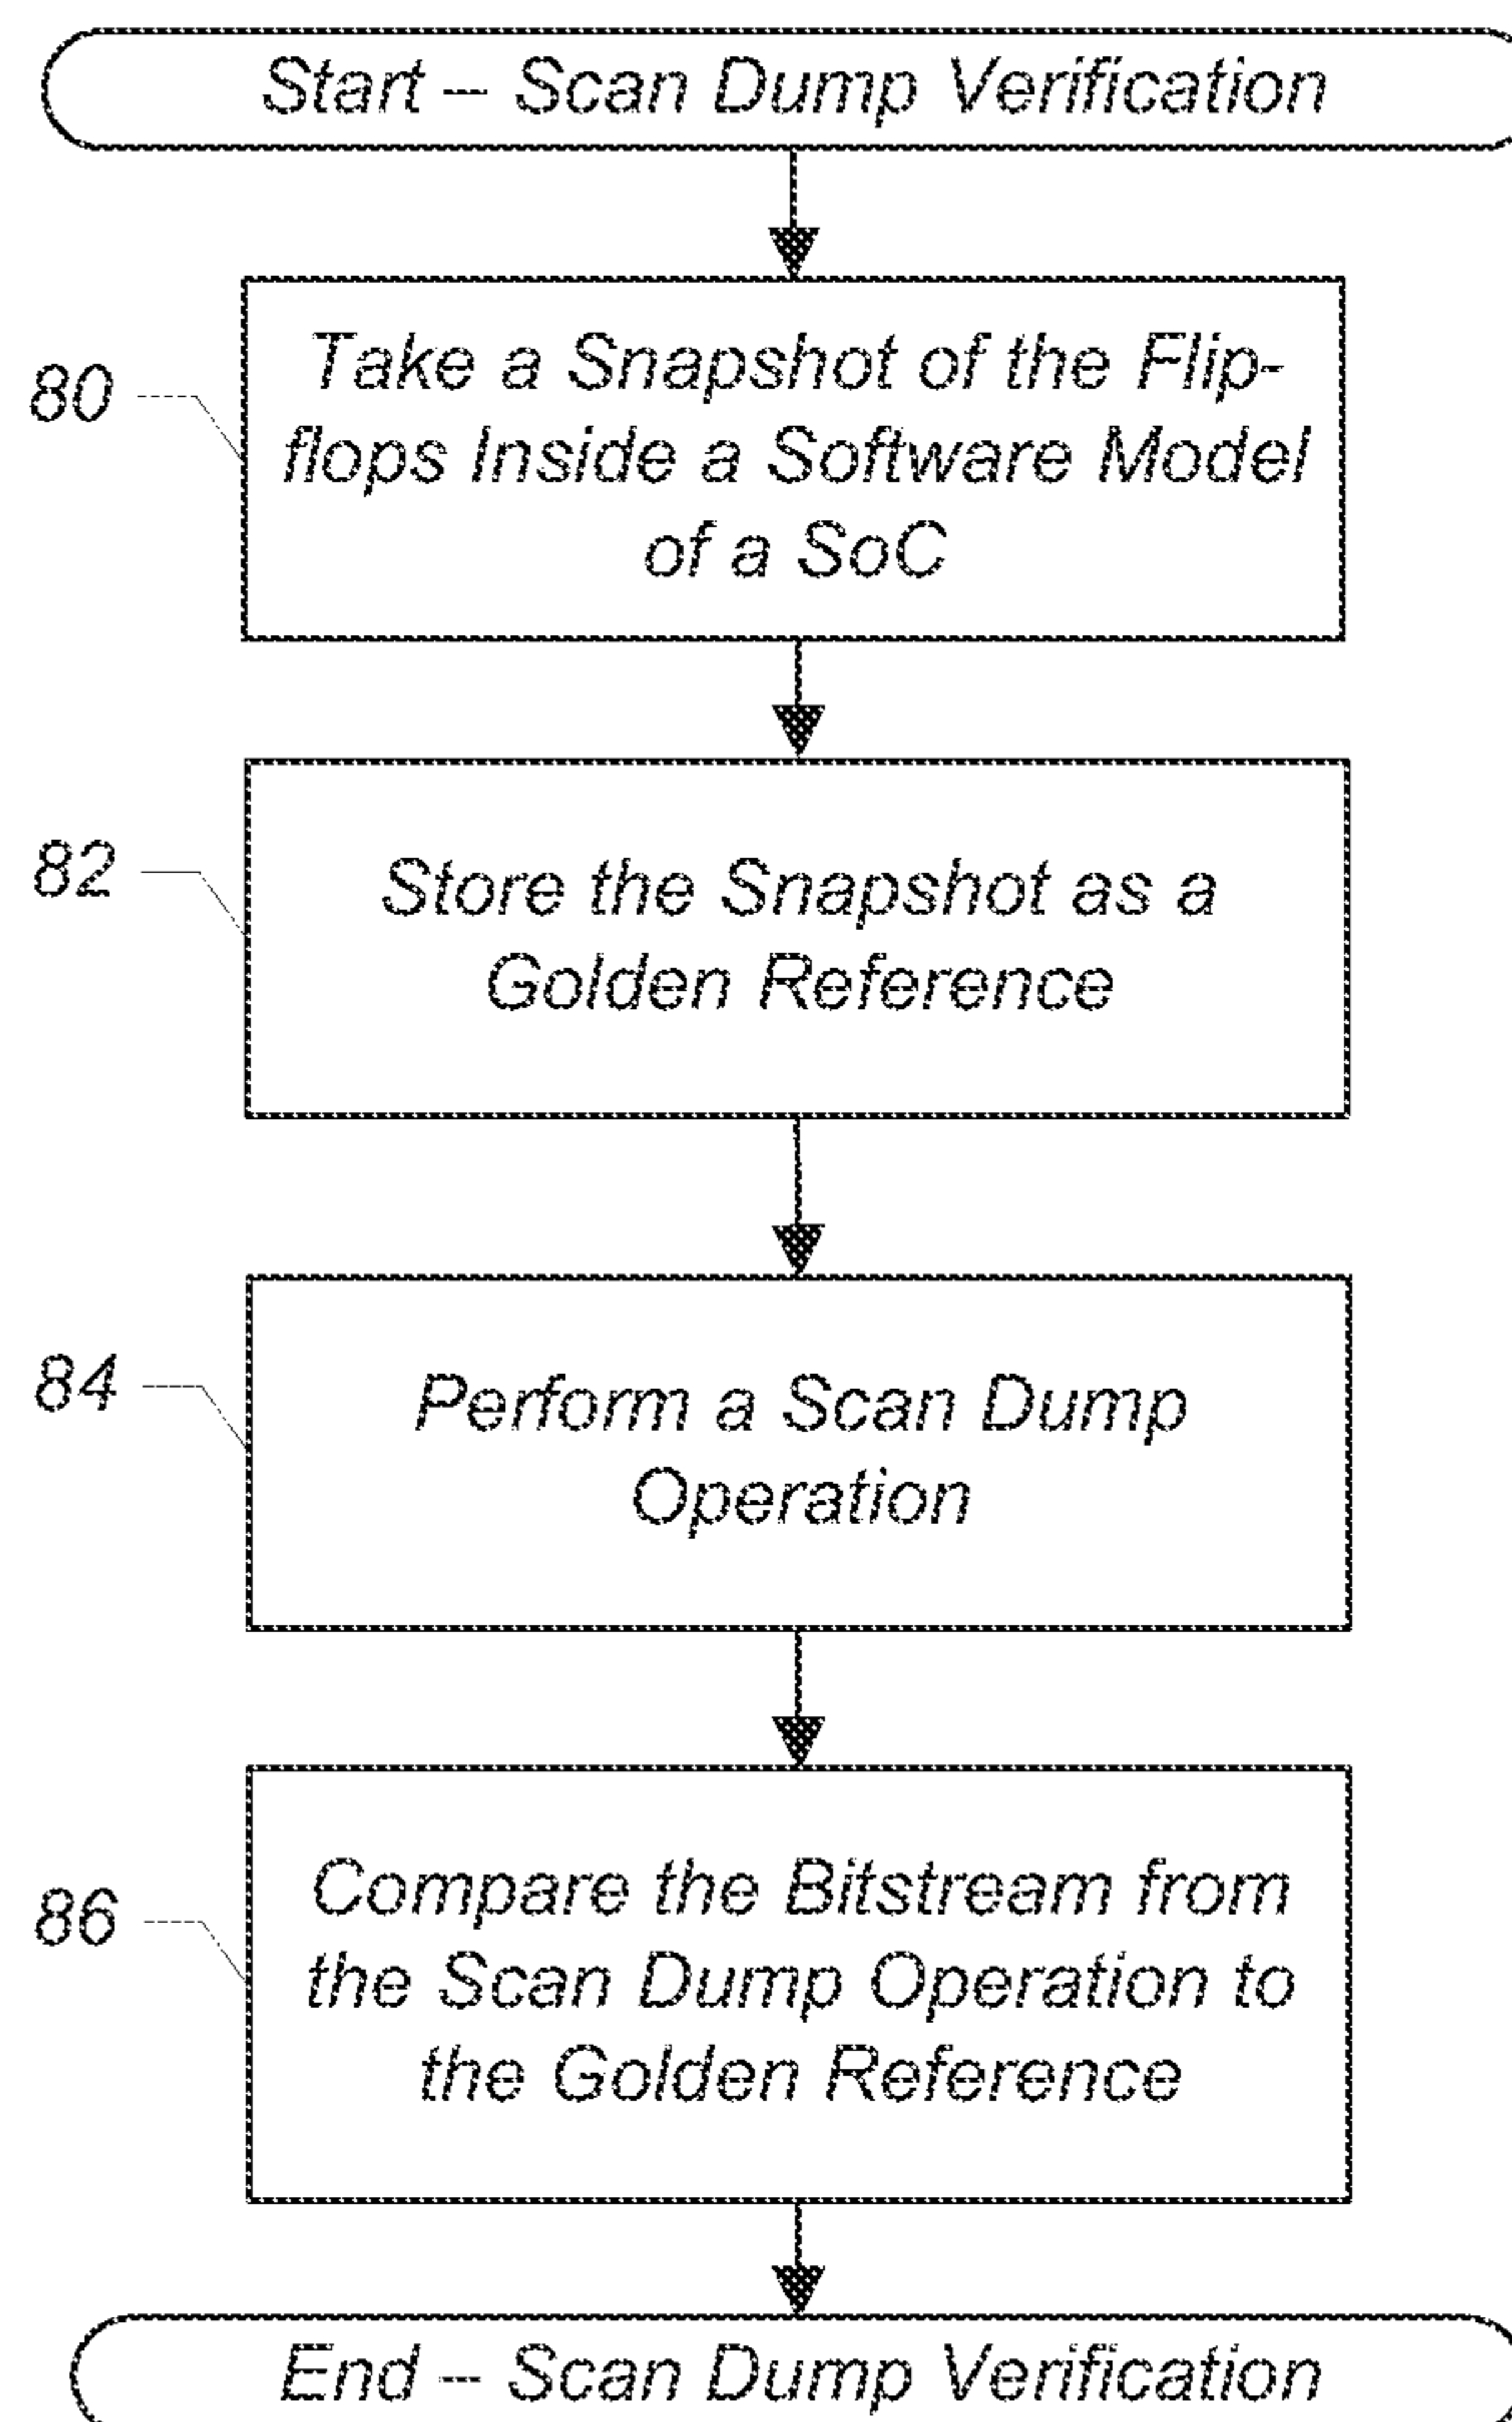 Start – Scan Dump Verification
80
Take a Snapshot of the Flip-
flops Inside a Software Model
of a SoC
82
Store the Snapshot as a
Golden Reference
84
Perform a Scan Dump
Operation
86
Compare the Bitstream from
the Scan Dump Operation to
the Golden Reference
End – Scan Dump Verification